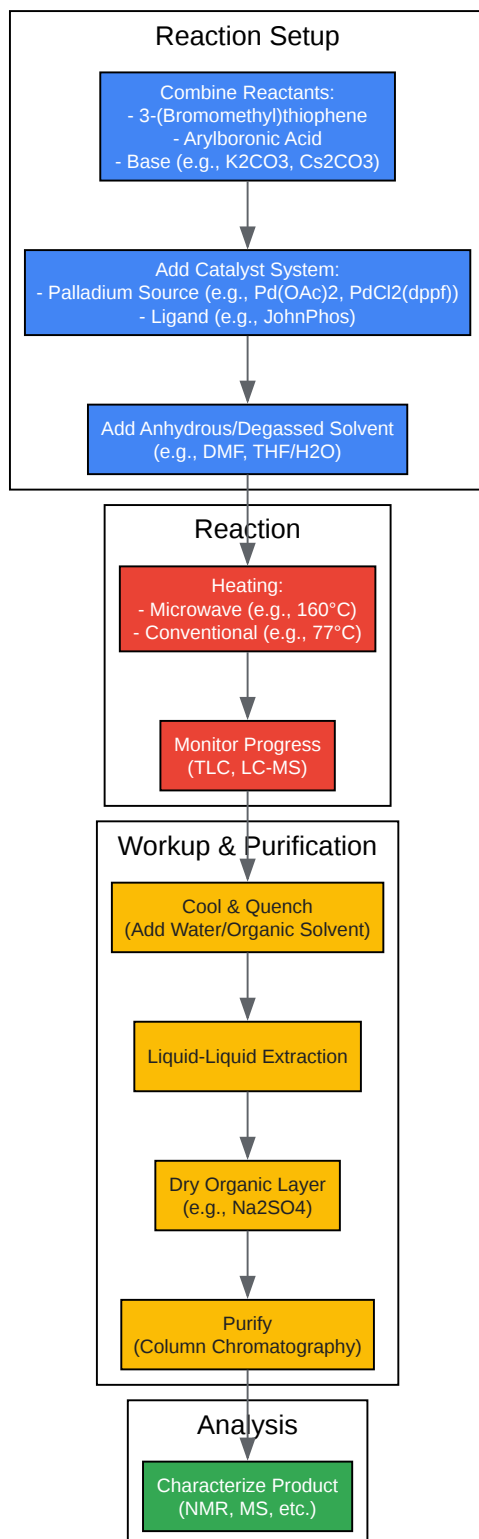 Reaction Setup
Combine Reactants:
- 3-(Bromomethyl)thiophene
- Arylboronic Acid
- Base (e.g., K2CO3, Cs2CO3)
Add Catalyst System:
- Palladium Source (e.g., Pd(OAc)2, PdCl2(dppf))
- Ligand (e.g., JohnPhos)
Add Anhydrous/Degassed Solvent
(e.g., DMF, THF/H2O)
Reaction
Heating:
- Microwave (e.g., 160°C)
- Conventional (e.g., 77°C)
Monitor Progress
(TLC, LC-MS)
Workup & Purification
Cool & Quench
(Add Water/Organic Solvent)
Liquid-Liquid Extraction
Dry Organic Layer
(e.g., Na2SO4)
Purify
(Column Chromatography)
Analysis
Characterize Product
(NMR, MS, etc.)